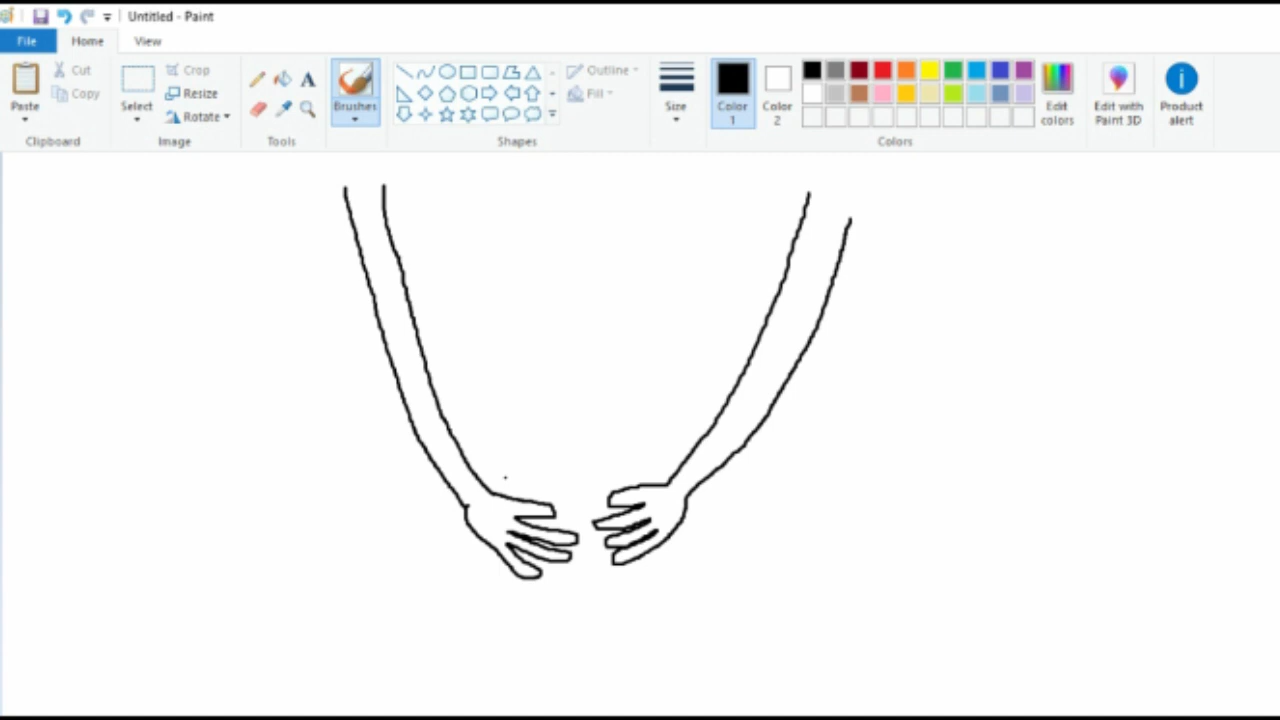 Untitled - Paint
File Home View
Paste
Cut
Copy
Clipboard
Select
Crop
Resize
Rotate
Image
A
Tools
Brushes
Outline
Fill
Shapes
Size
Color
1
Color
2
Edit
colors
Colors
Edit with
Paint 3D
Product
alert